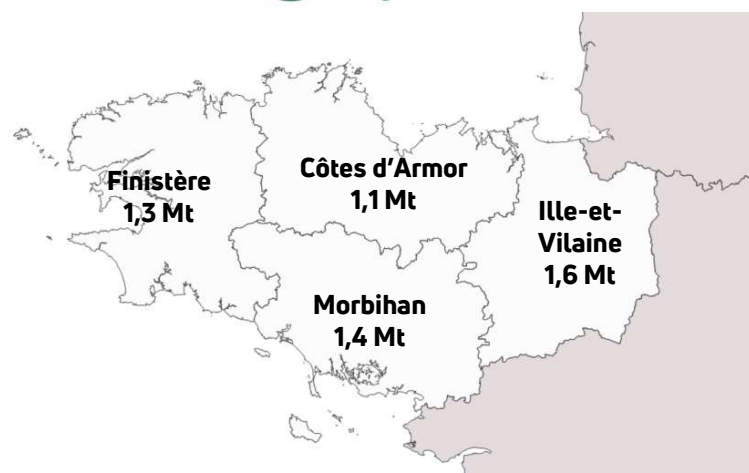 Finistère
1,3 Mt
Côtes d'Armor
1,1 Mt
Ille-et-
Vilaine
1,6 Mt
Morbihan
1,4 Mt